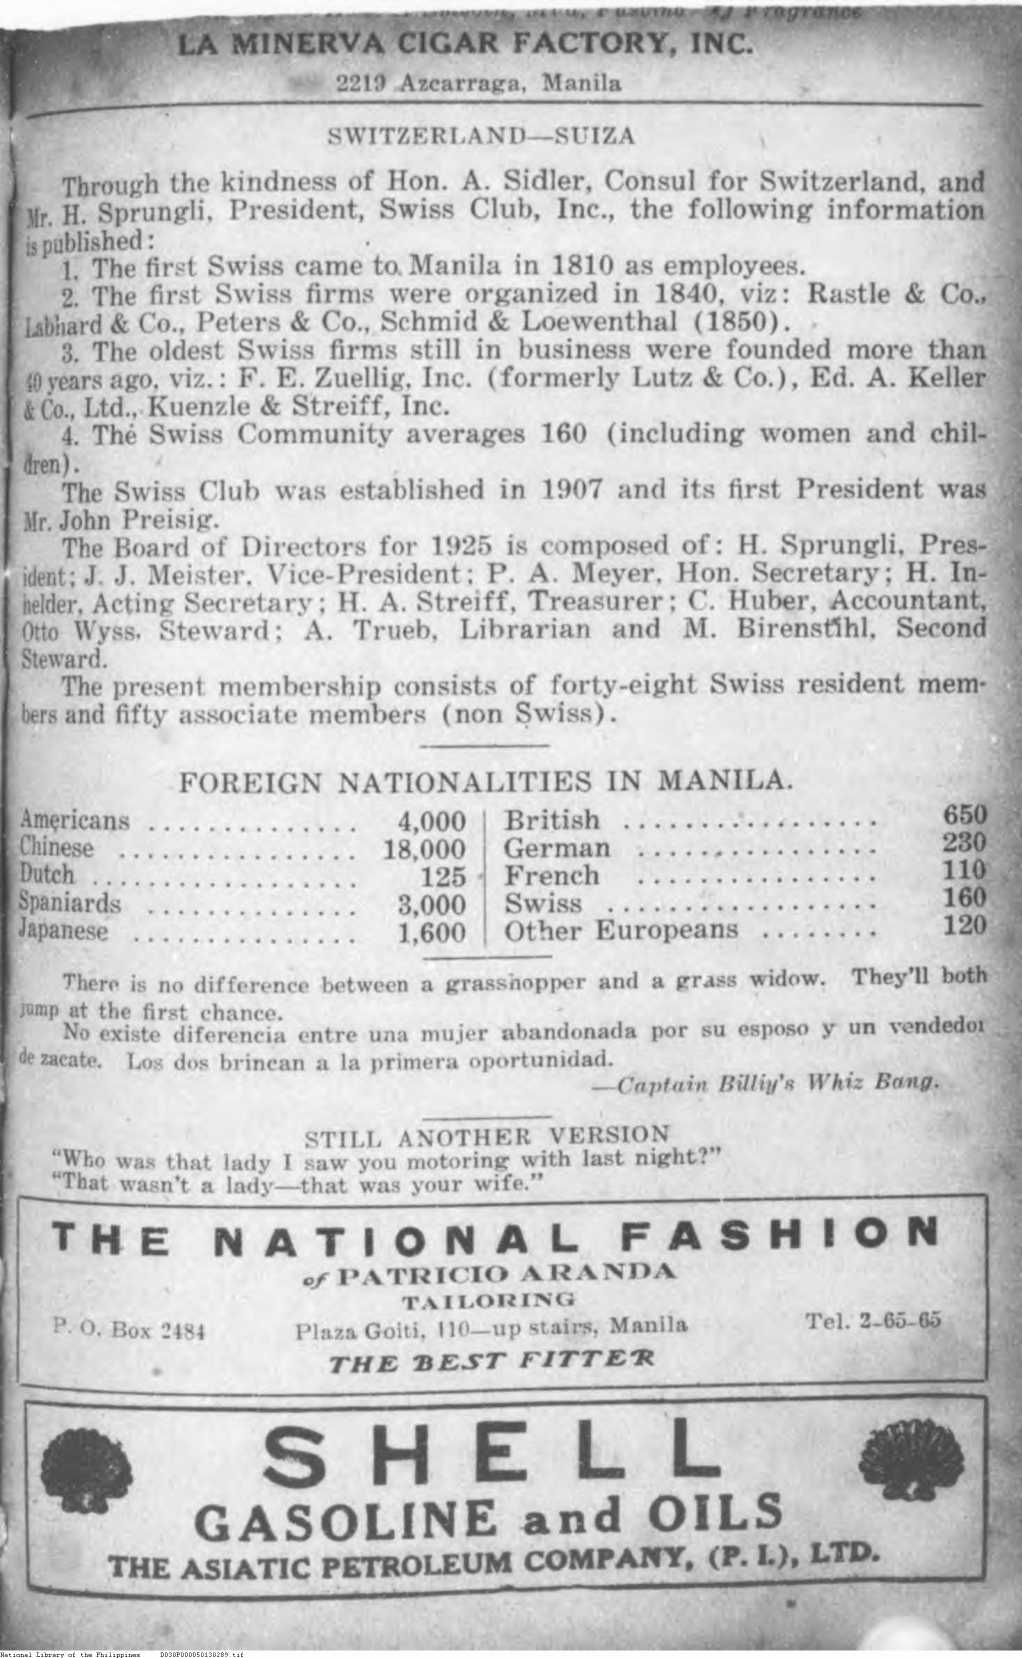 LA MINERVA CIGAR FACTORY, INC.
2219 Azcarraga, Manila
SWITZERLAND—SUIZA
Through the kindness of Hon. A. Sidler, Consul for Switzerland, and
Mr. H. Sprungli, President, Swiss Club, Inc., the following information
is published:
1. The first Swiss came to Manila in 1810 as employees.
2. The first Swiss firms were organized in 1840, viz: Rastle & Co.,
Labhard & Co., Peters & Co., Schmid & Loewenthal (1850).
3. The oldest Swiss firms still in business were founded more than
40 years ago, viz.: F. E. Zuellig, Inc. (formerly Lutz & Co.), Ed. A. Keller
& Co., Ltd., Kuenzle & Streiff, Inc.
4. The Swiss Community averages 160 (including women and chil-
dren).
The Swiss Club was established in 1907 and its first President was
Mr. John Preisig.
The Board of Directors for 1925 is composed of: H. Sprungli, Pres-
ident; J. J. Meister, Vice-President; P. A. Meyer, Hon. Secretary; H. In-
helder, Acting Secretary; H. A. Streiff, Treasurer; C. Huber, Accountant,
Otto Wyss, Steward; A. Trueb, Librarian and M. Birenstihl, Second
Steward.
The present membership consists of forty-eight Swiss resident mem-
bers and fifty associate members (non Swiss).
FOREIGN NATIONALITIES IN MANILA.
Americans .............. 4,000 British .................. 650
Chinese ................. 18,000 German ................. 230
Dutch ................... 125 French ................. 110
Spaniards ............... 3,000 Swiss ................... 160
Japanese ................ 1,600 Other Europeans ........ 120
There is no difference between a grasshopper and a grass widow. They'll both
jump at the first chance.
No existe diferencia entre una mujer abandonada por su esposo y un vendedor
de zacate. Los dos brincan a la primera oportunidad.
—Captain Billiy's Whiz Bang.
STILL ANOTHER VERSION
"Who was that lady I saw you motoring with last night?"
"That wasn't a lady—that was your wife."
THE NATIONAL FASHION
of PATRICIO ARANDA
TAILORING
P. O. Box 2484 Plaza Goiti, 110—up stairs, Manila Tel. 2-65-65
THE BEST FITTER
SHELL
GASOLINE and OILS
THE ASIATIC PETROLEUM COMPANY, (P. I.), LTD.
National Library of the Philippines D030P000050138289.tif